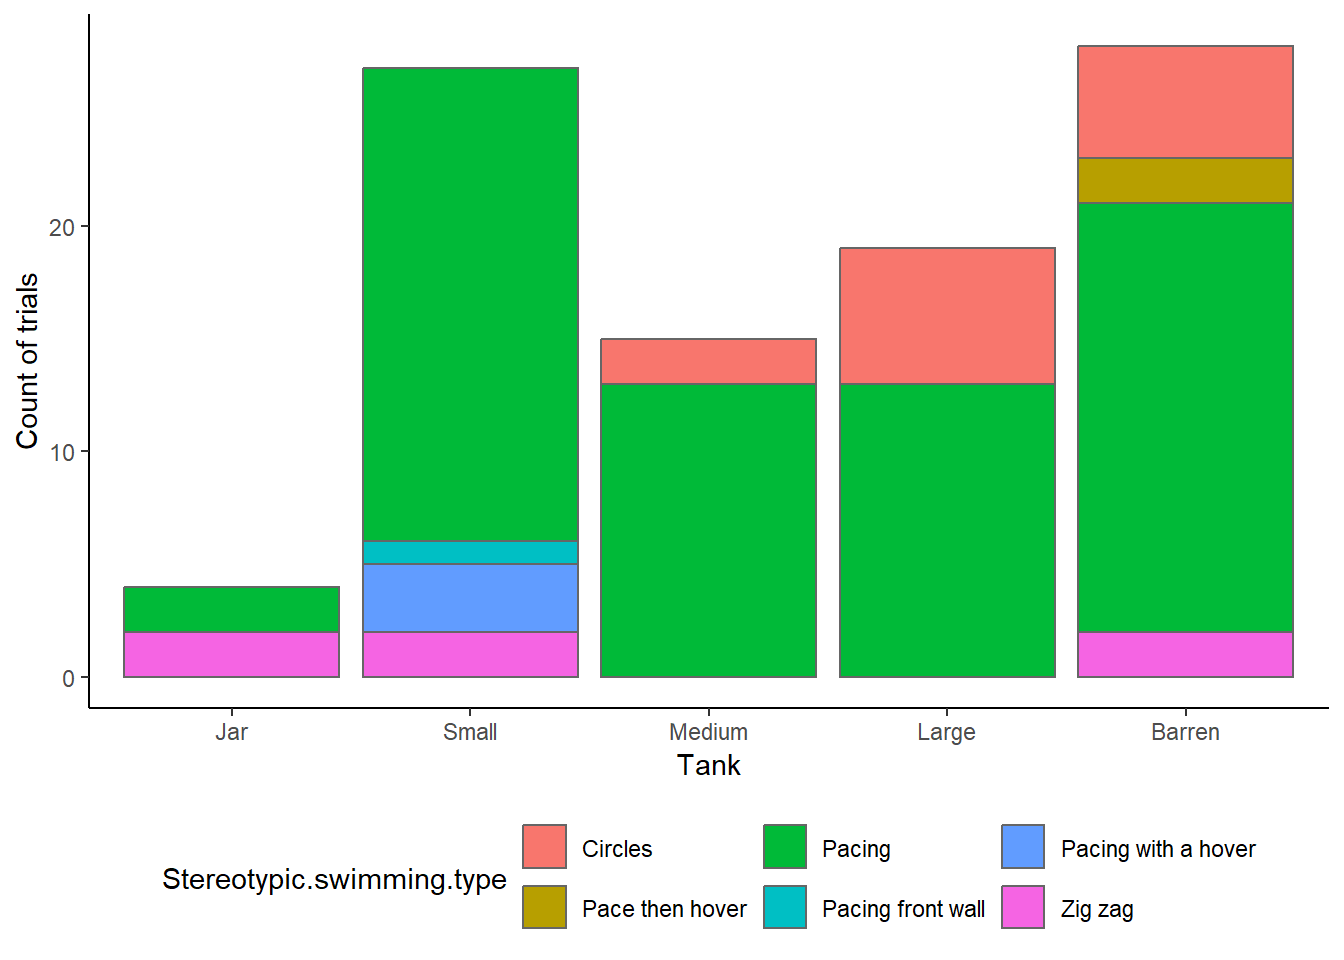 Count of trials
20
10
0
Jar Small Medium Large Barren
Tank
Stereotypic.swimming.type
Circles Pacing Pacing with a hover
Pace then hover Pacing front wall Zig zag